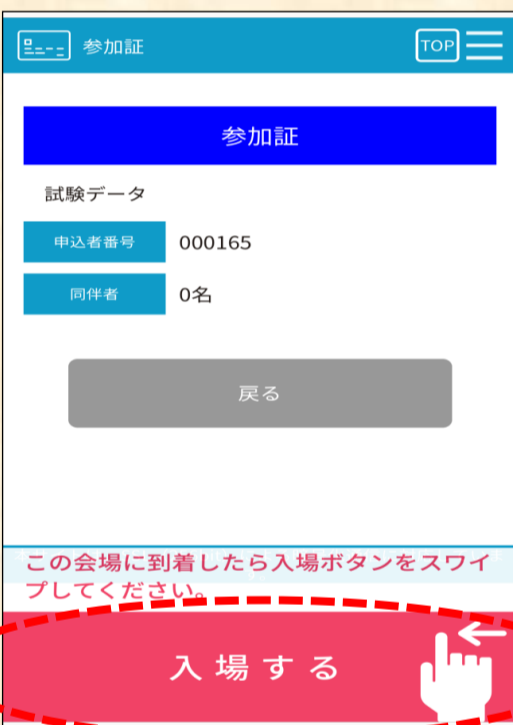 参加証
TOP
参加証
試験データ
申込者番号 000165
同伴者 0名
戻る
この会場に到着したら入場ボタンをスワイ
プしてください。
入場する